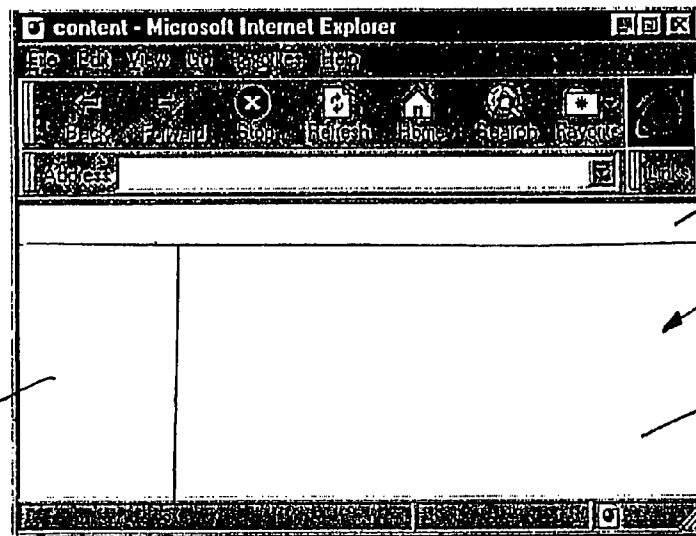 content - Microsoft Internet Explorer
File Edit View Go Favorites Help
Back Forward Stop Refresh Home Search Favorite
Address Links